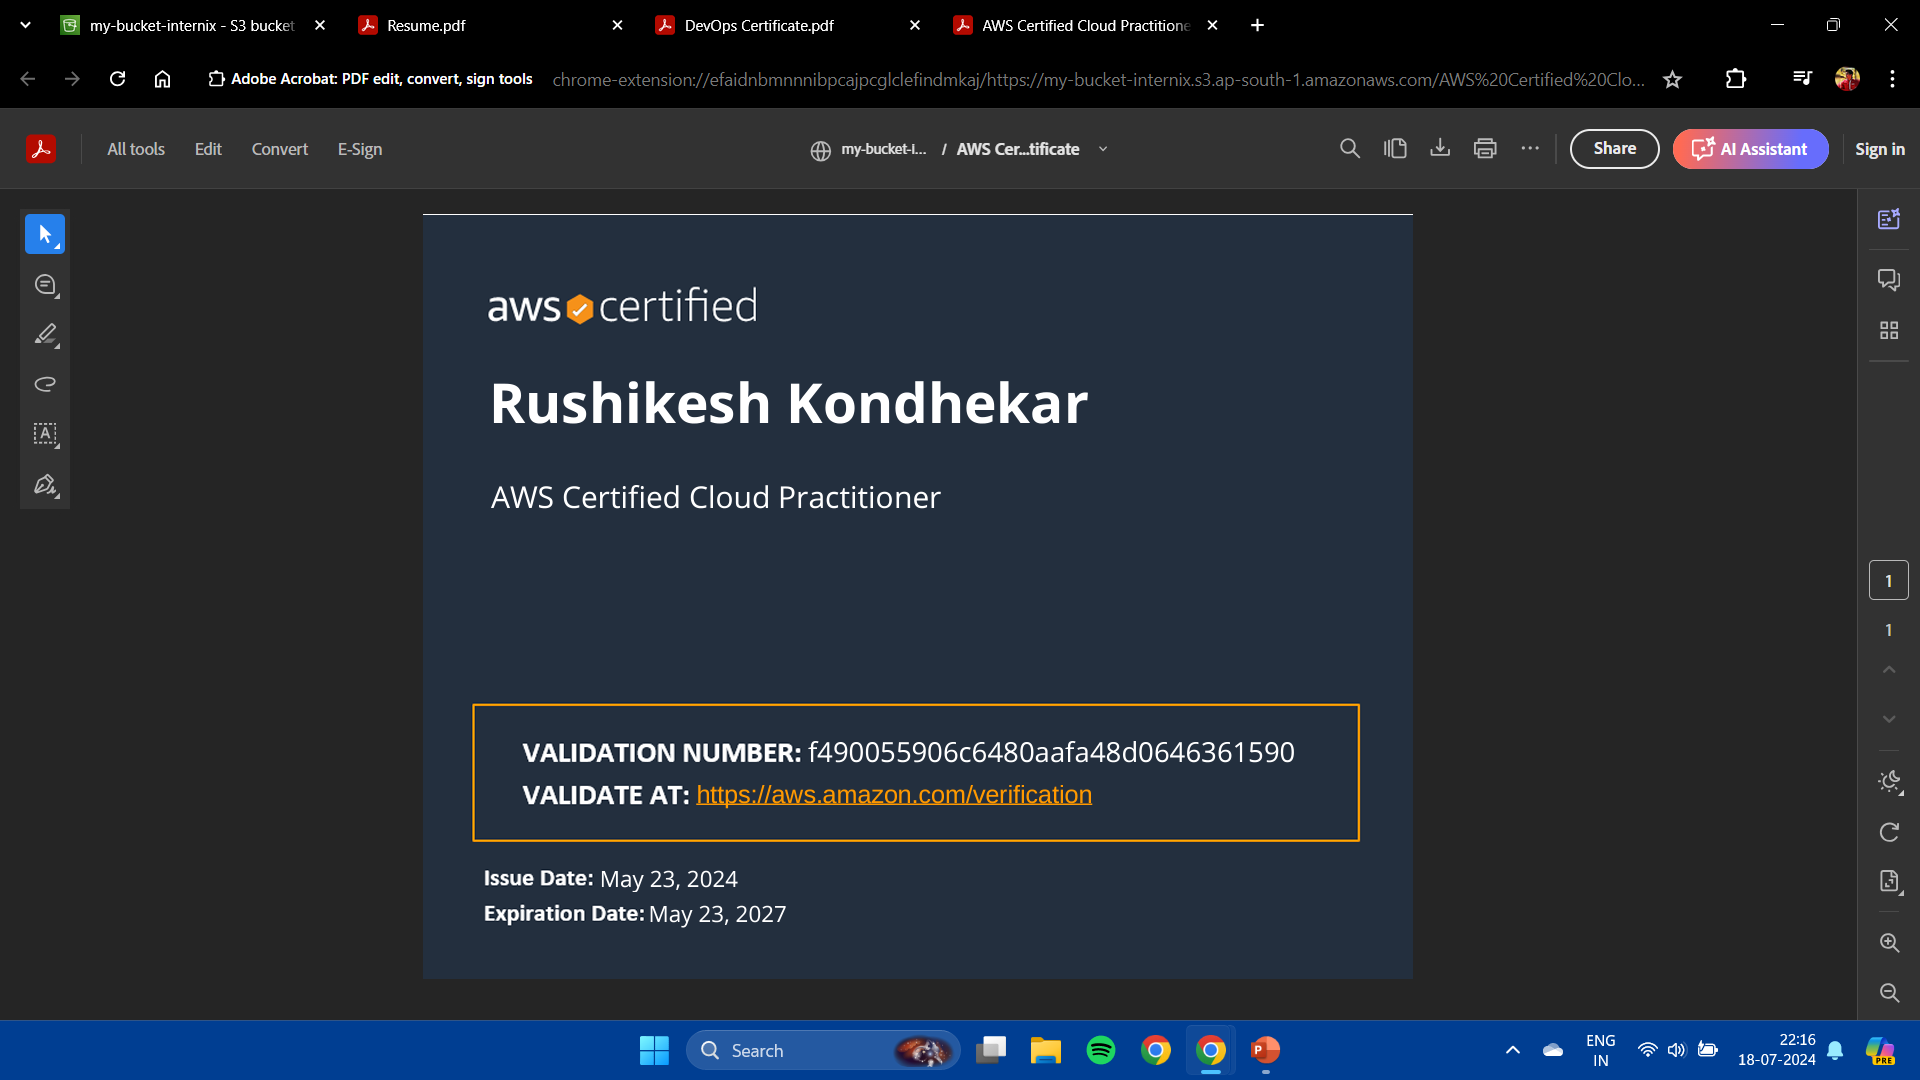 my-bucket-internix - S3 bucket
Resume.pdf
DevOps Certificate.pdf
AWS Certified Cloud Practitione
Adobe Acrobat: PDF edit, convert, sign tools
chrome-extension://efaidnbmnnnibpcajpcglclefindmkaj/https://my-bucket-internix.s3.ap-south-1.amazonaws.com/AWS%20Certified%20Clo...
All tools
Edit
Convert
E-Sign
my-bucket-i... / AWS Cer...tificate
Share
AI Assistant
Sign in
aws certified
Rushikesh Kondhekar
AWS Certified Cloud Practitioner
VALIDATION NUMBER: f490055906c6480aafa48d0646361590
VALIDATE AT: https://aws.amazon.com/verification
Issue Date: May 23, 2024
Expiration Date: May 23, 2027
A
1
1
Search
P
ENG
IN
22:16
18-07-2024
PRE